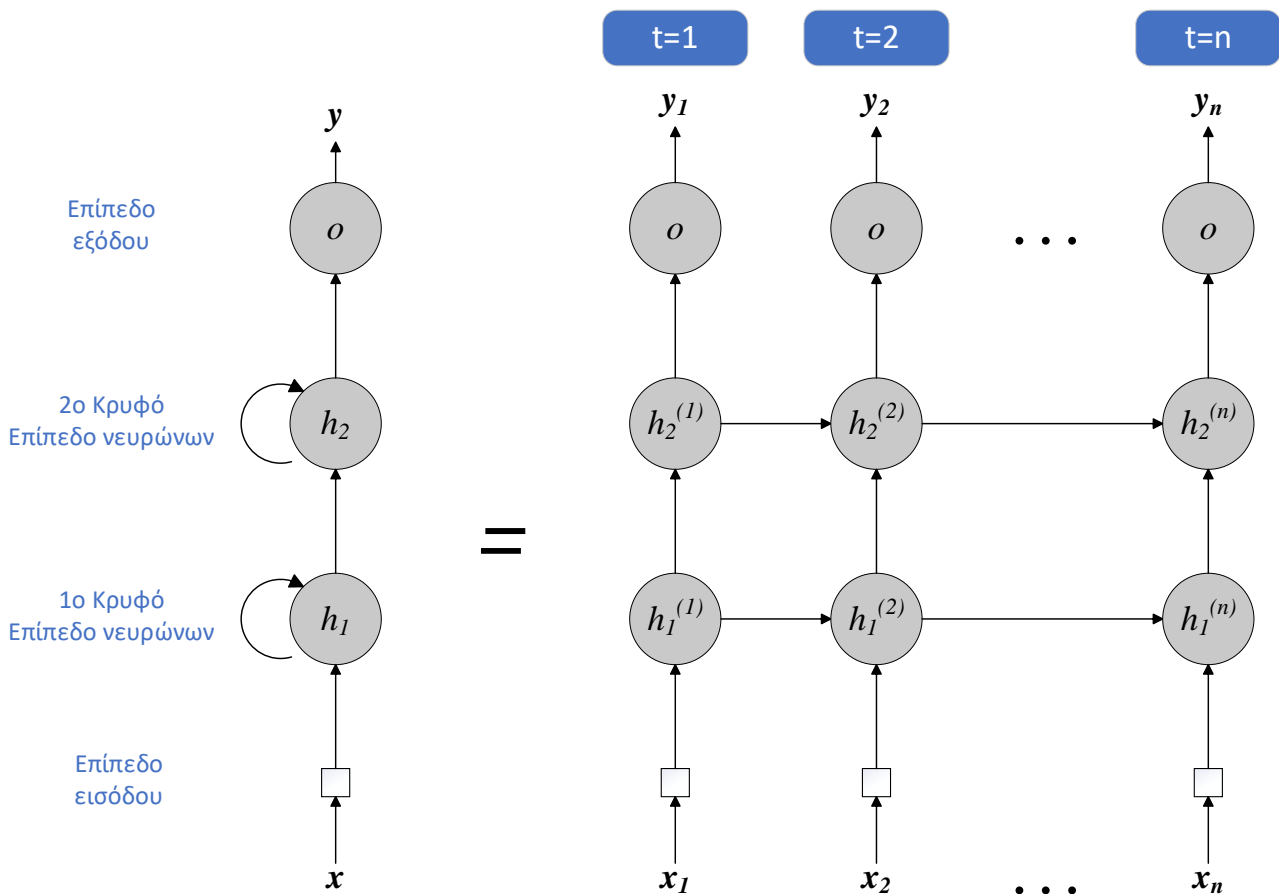 t=1 t=2 t=n
y y₁ y₂ yₙ
Επίπεδο
εξόδου
o o o . . . o
2ο Κρυφό
Επίπεδο νευρώνων
h₂ h₂⁽¹⁾ h₂⁽²⁾ h₂⁽ⁿ⁾
=
1ο Κρυφό
Επίπεδο νευρώνων
h₁ h₁⁽¹⁾ h₁⁽²⁾ h₁⁽ⁿ⁾
Επίπεδο
εισόδου
x x₁ x₂ . . . xₙ